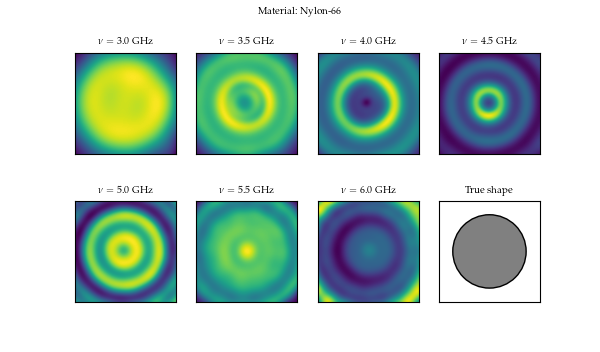 Material: Nylon-66
ν = 3.0 GHz
ν = 3.5 GHz
ν = 4.0 GHz
ν = 4.5 GHz
ν = 5.0 GHz
ν = 5.5 GHz
ν = 6.0 GHz
True shape